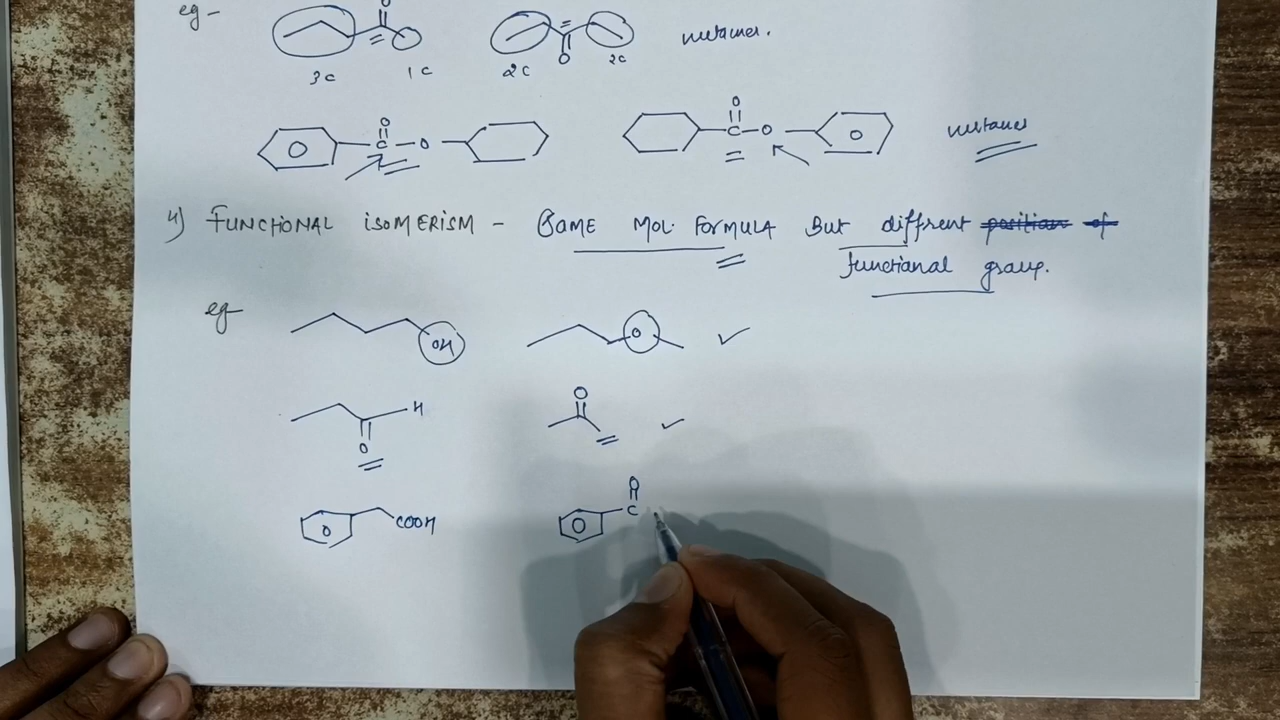 eg-
O
3C 1C 2C O 2C metamer.
O O
C O C O metamer
4) FUNCTIONAL ISOMERISM - SAME MOL. FORMULA BUT different position of
functional group.
eg OH O ✓
O
H ✓
O
O
COOH C